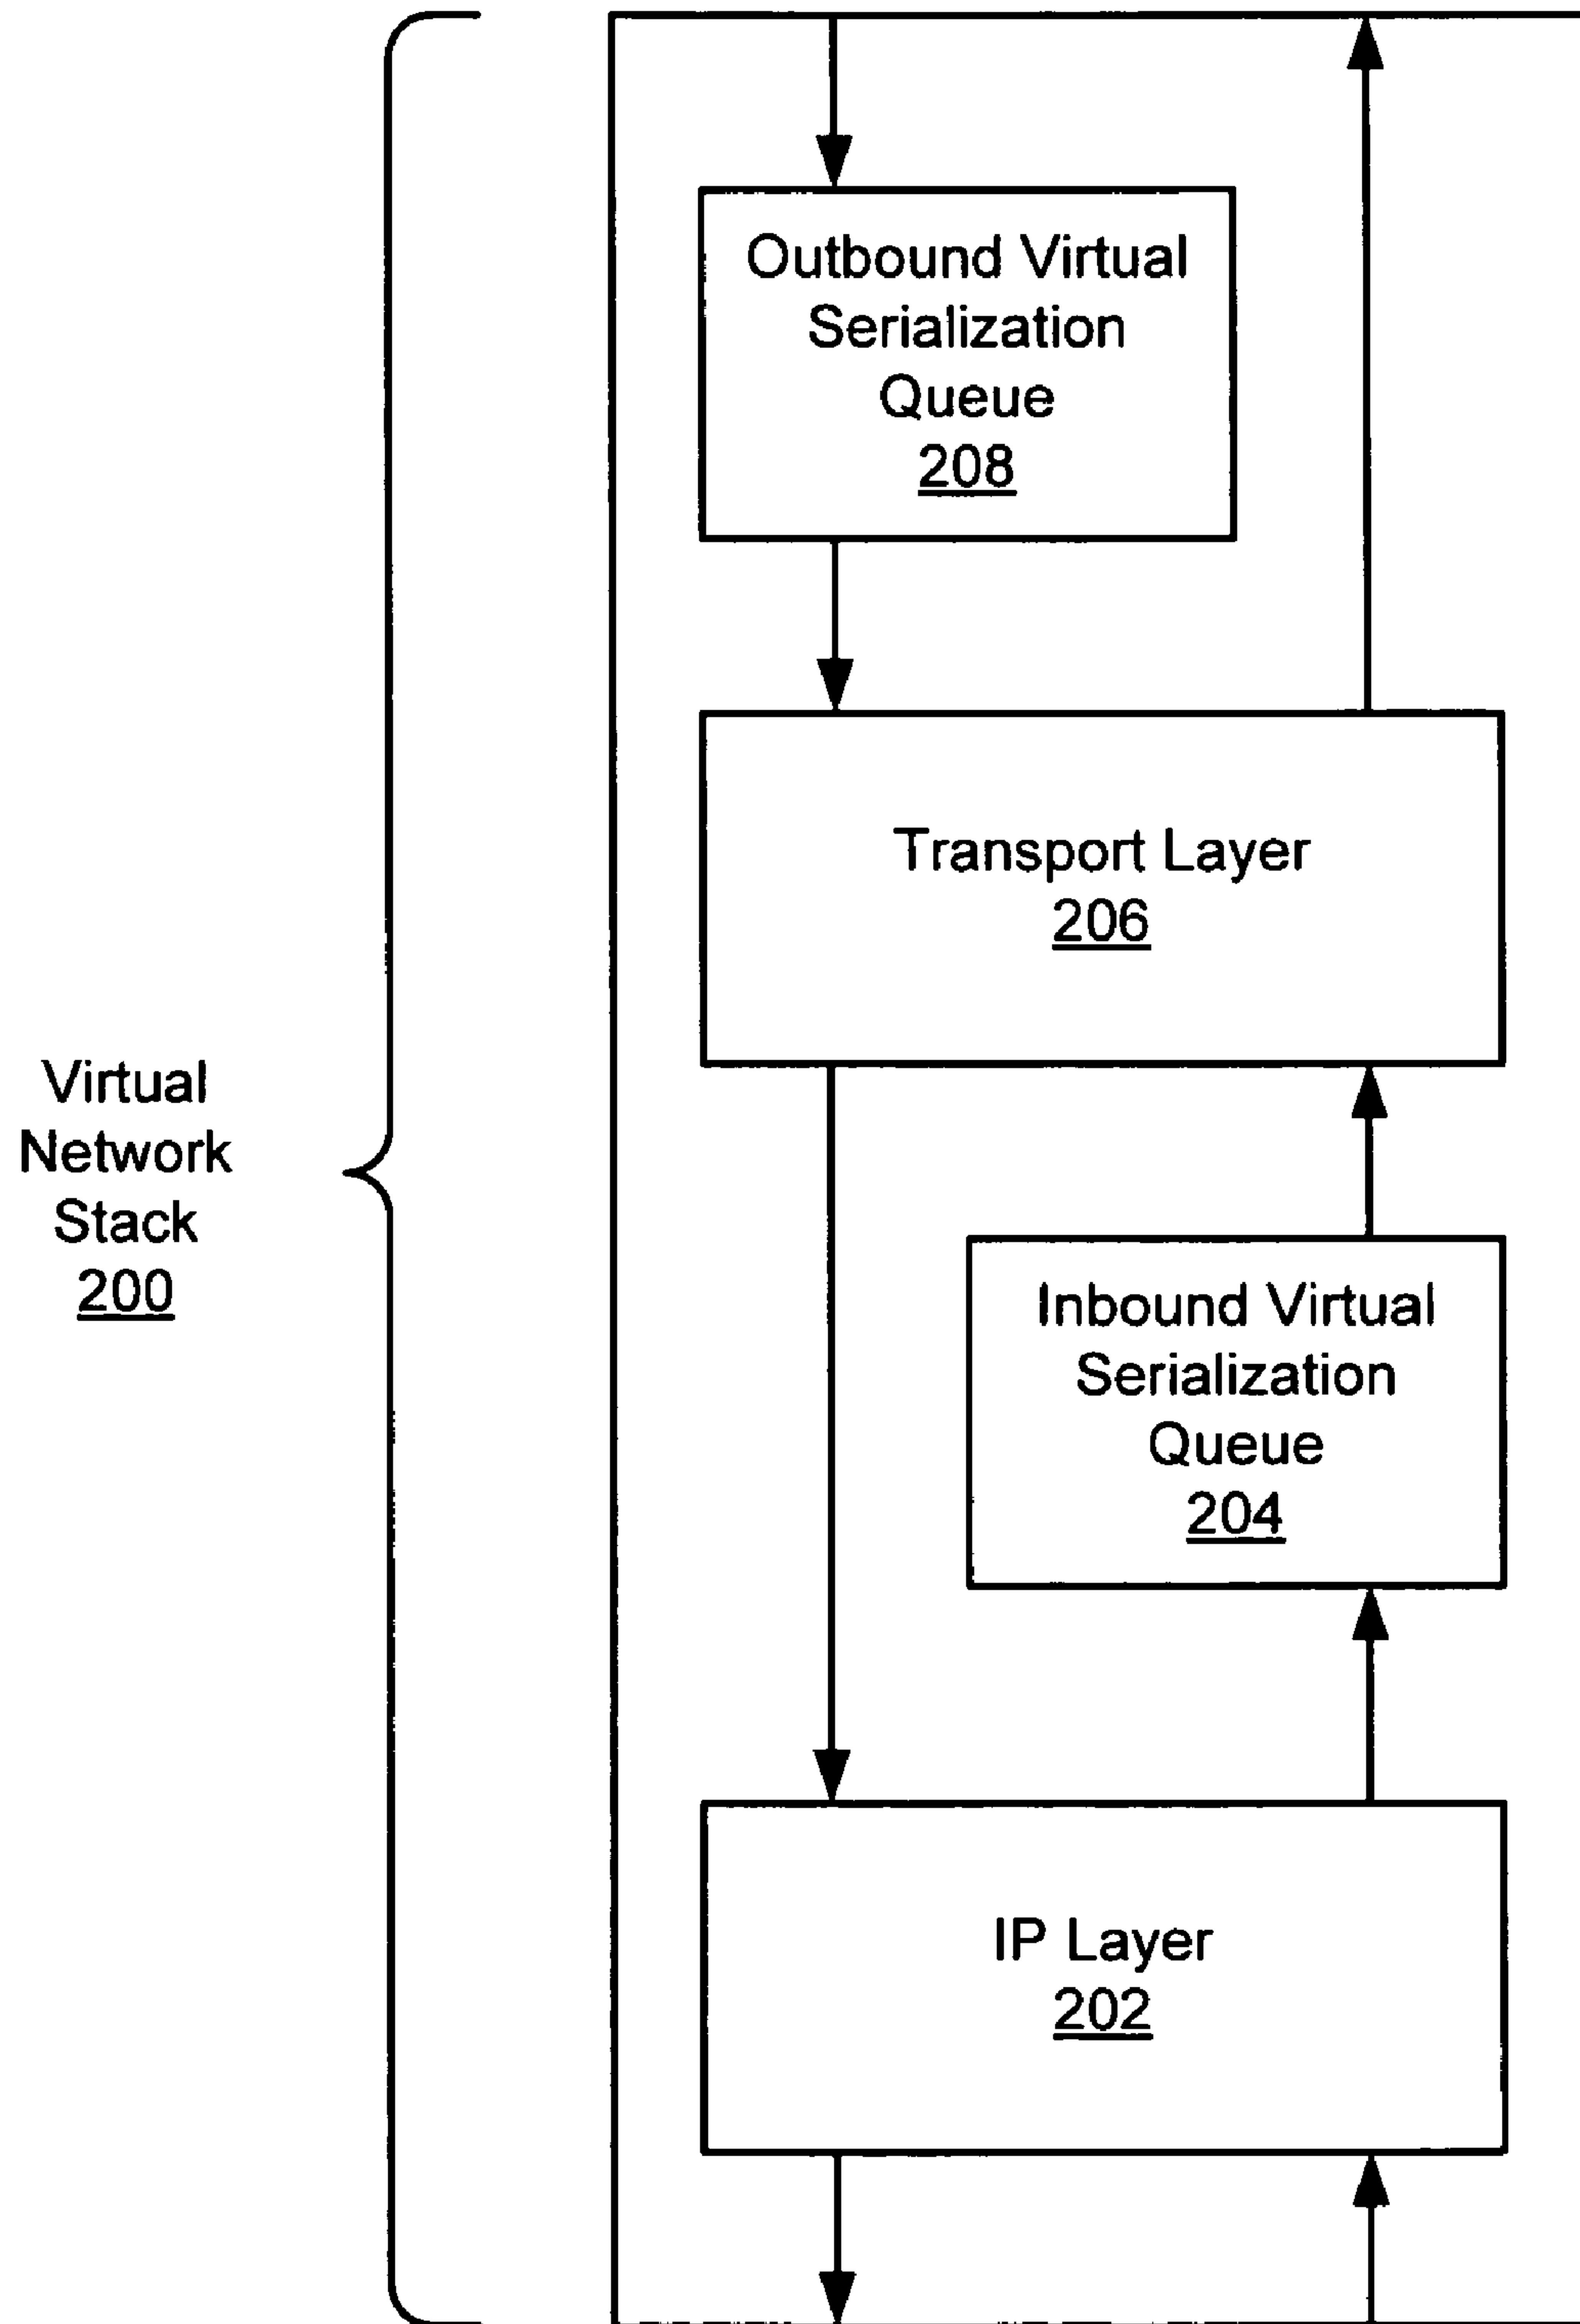 Outbound Virtual
Serialization
Queue
208
Transport Layer
206
Virtual
Network
Stack
200
Inbound Virtual
Serialization
Queue
204
IP Layer
202